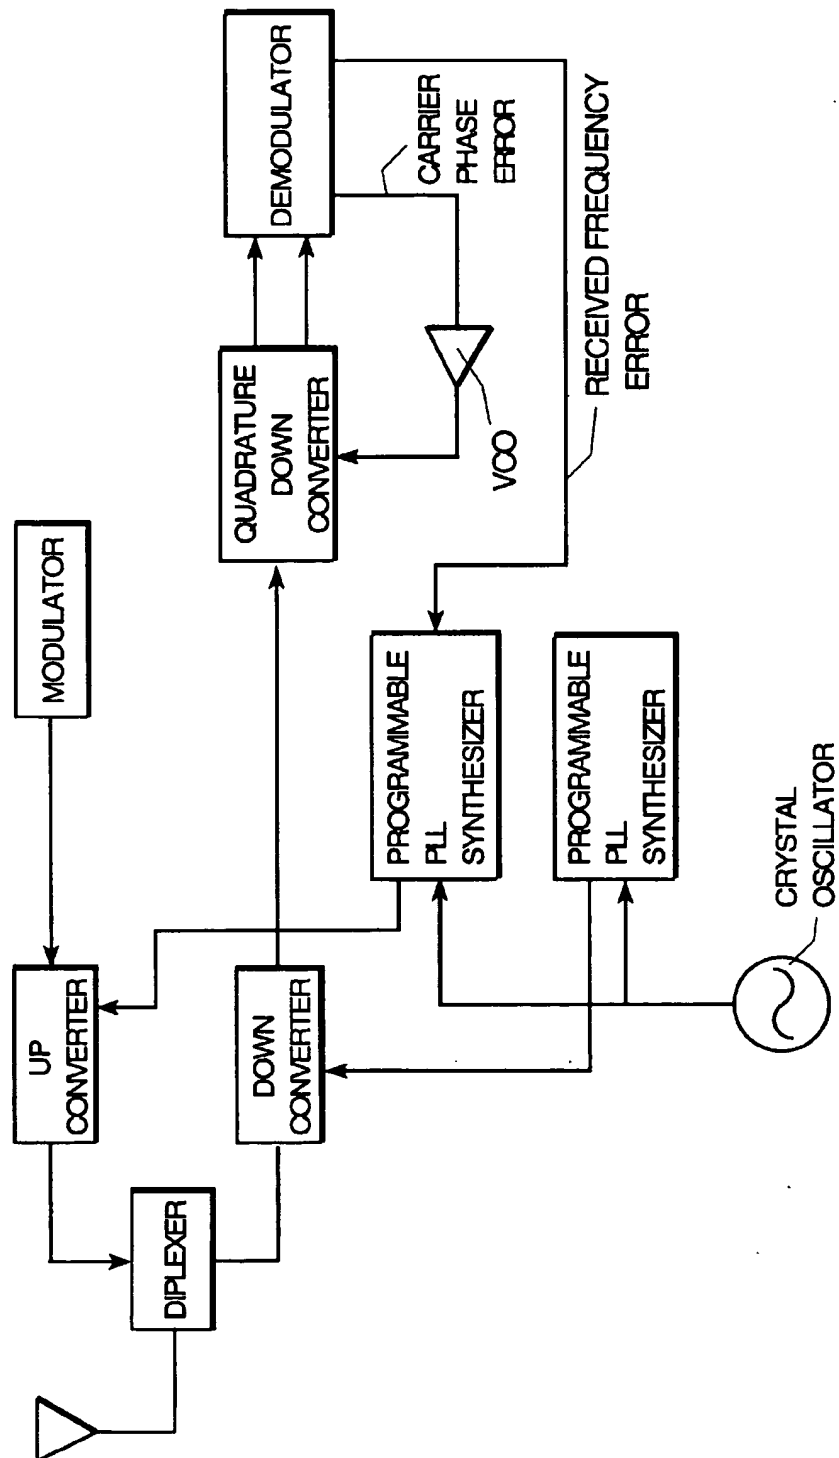 MODULATOR
UP
CONVERTER
DIPLEXER
DOWN
CONVERTER
QUADRATURE
DOWN
CONVERTER
DEMODULATOR
CARRIER
PHASE
ERROR
VCO
RECEIVED FREQUENCY
ERROR
PROGRAMMABLE
PLL
SYNTHESIZER
PROGRAMMABLE
PLL
SYNTHESIZER
CRYSTAL
OSCILLATOR